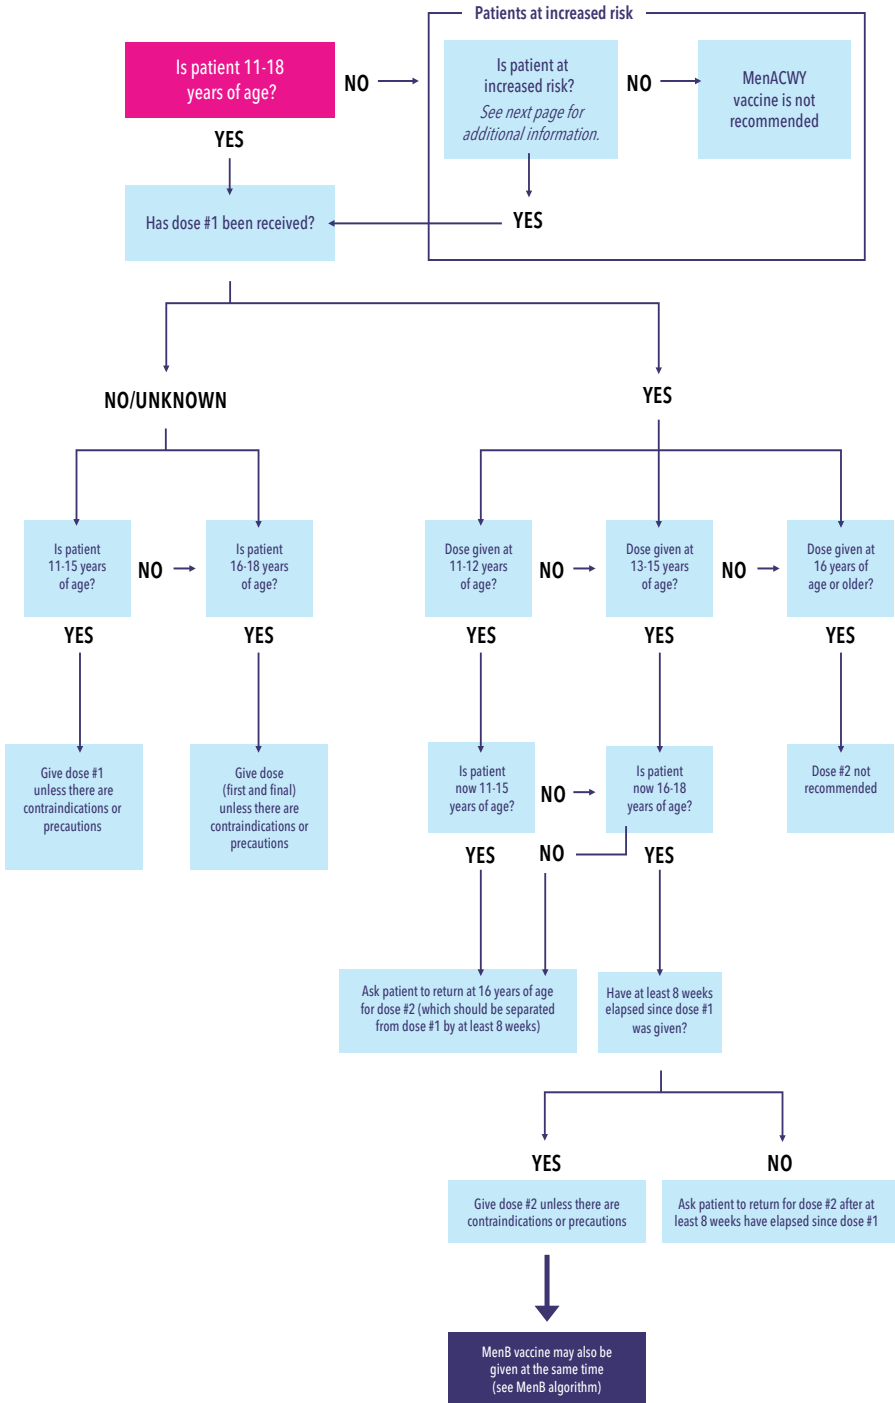 Patients at increased risk
Is patient 11-18
years of age?
NO
Is patient at
increased risk?
See next page for
additional information.
NO
MenACWY
vaccine is not
recommended
YES
YES
Has dose #1 been received?
NO/UNKNOWN
YES
Is patient
11-15 years
of age?
NO
Is patient
16-18 years
of age?
Dose given at
11-12 years
of age?
NO
Dose given at
13-15 years
of age?
NO
Dose given at
16 years of
age or older?
YES
YES
YES
YES
YES
Give dose #1
unless there are
contraindications or
precautions
Give dose
(first and final)
unless there are
contraindications or
precautions
Is patient
now 11-15
years of age?
NO
Is patient
now 16-18
years of age?
Dose #2 not
recommended
YES
NO
YES
Ask patient to return at 16 years of age
for dose #2 (which should be separated
from dose #1 by at least 8 weeks)
Have at least 8 weeks
elapsed since dose #1
was given?
YES
NO
Give dose #2 unless there are
contraindications or precautions
Ask patient to return for dose #2 after at
least 8 weeks have elapsed since dose #1
MenB vaccine may also be
given at the same time
(see MenB algorithm)